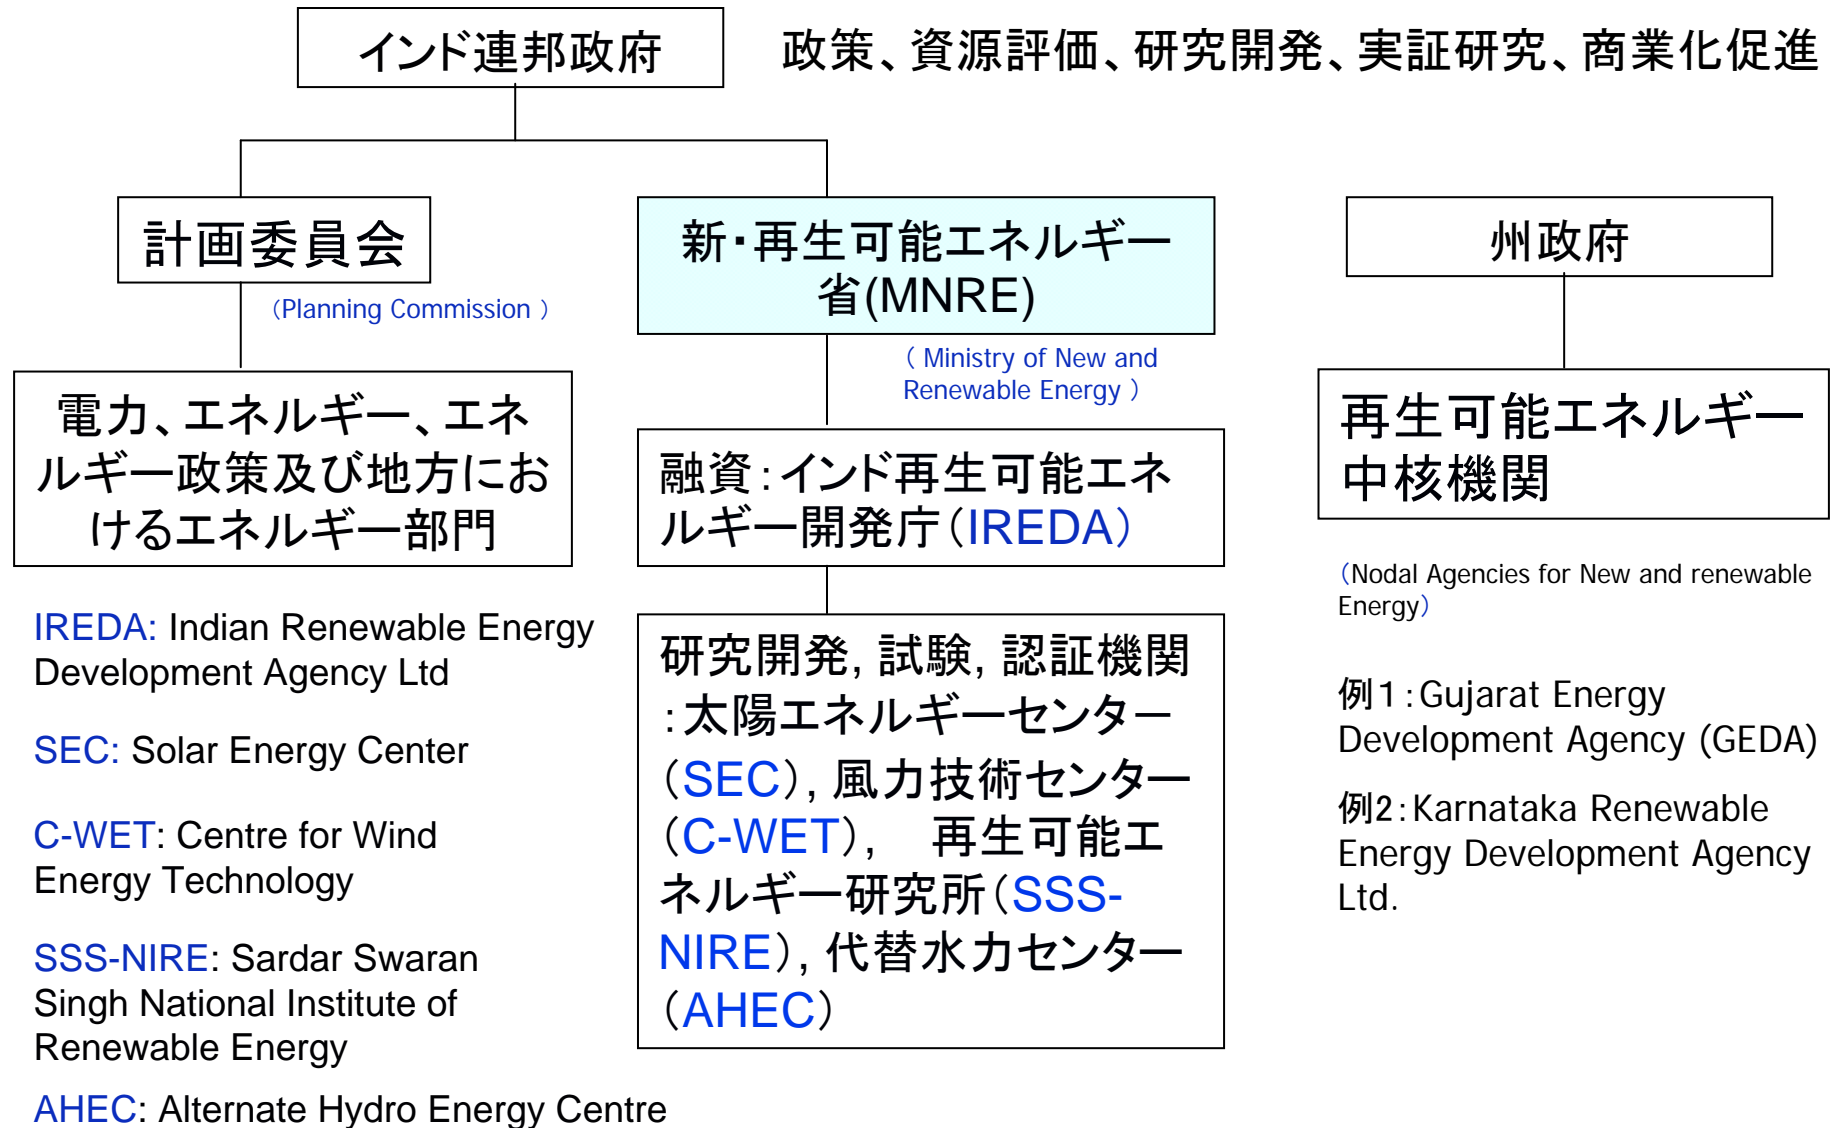 インド連邦政府
政策、資源評価、研究開発、実証研究、商業化促進
計画委員会
（Planning Commission ）
新・再生可能エネルギー
省(MNRE)
（ Ministry of New and
Renewable Energy ）
州政府
電力、エネルギー、エネ
ルギー政策及び地方にお
けるエネルギー部門
融資：インド再生可能エネ
ルギー開発庁（IREDA）
再生可能エネルギー
中核機関
（Nodal Agencies for New and renewable
Energy）
IREDA: Indian Renewable Energy
Development Agency Ltd
SEC: Solar Energy Center
C-WET: Centre for Wind
Energy Technology
SSS-NIRE: Sardar Swaran
Singh National Institute of
Renewable Energy
AHEC: Alternate Hydro Energy Centre
研究開発, 試験, 認証機関
：太陽エネルギーセンター
（SEC）, 風力技術センター
（C-WET）,　再生可能エ
ネルギー研究所（SSS-
NIRE）, 代替水力センター
（AHEC）
例１：Gujarat Energy
Development Agency (GEDA)
例2：Karnataka Renewable
Energy Development Agency
Ltd.